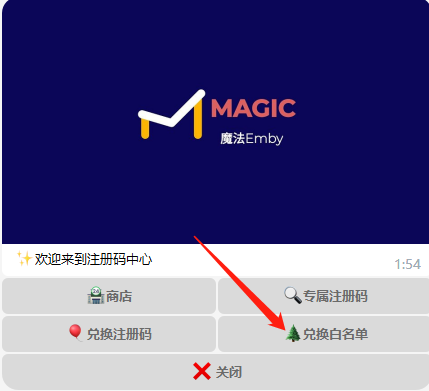 MAGIC
魔法Emby
✨欢迎来到注册码中心
1:54
🏪商店
🔍专属注册码
🎈兑换注册码
🎄兑换白名单
❌ 关闭